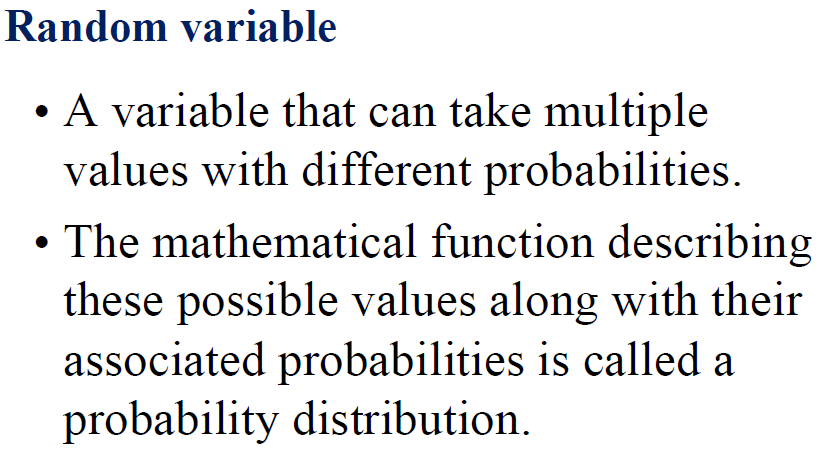 Random variable
• A variable that can take multiple
values with different probabilities.
• The mathematical function describing
these possible values along with their
associated probabilities is called a
probability distribution.